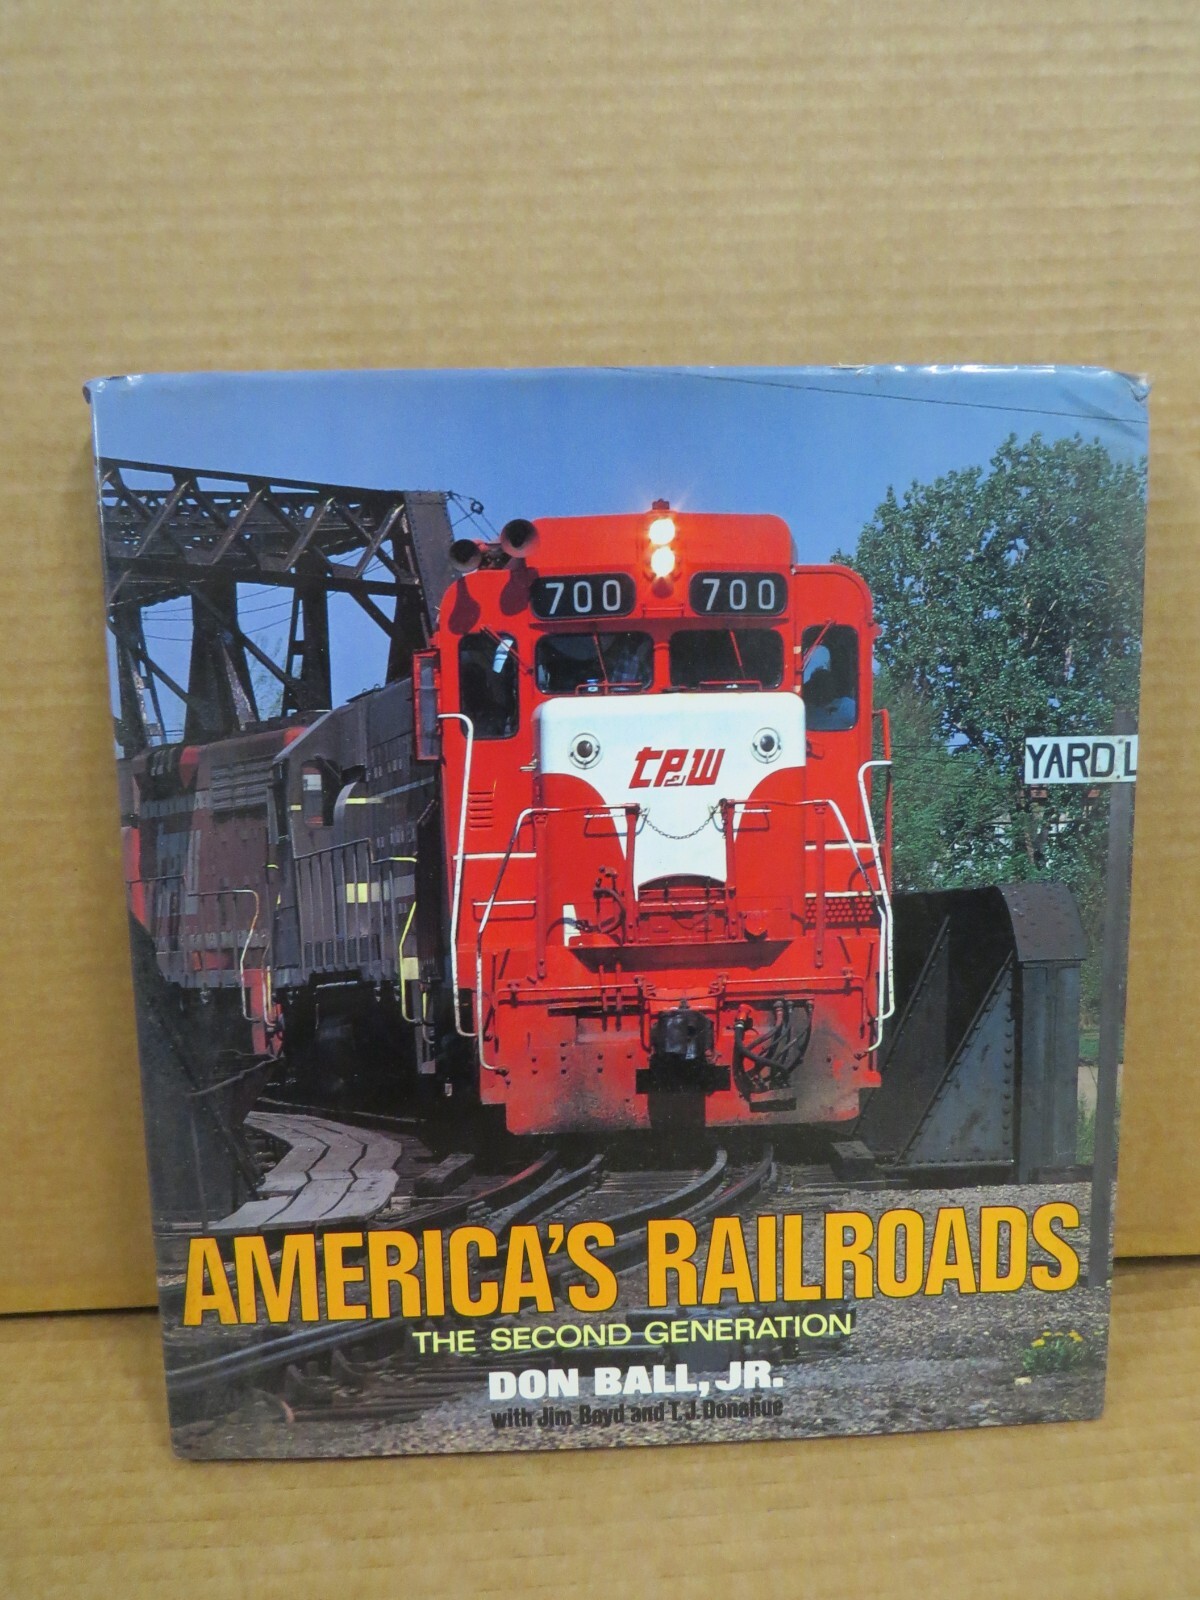 700 700
TP&W
YARD L
AMERICA'S RAILROADS
THE SECOND GENERATION
DON BALL, JR.
with Jim Boyd and T.J. Donahue